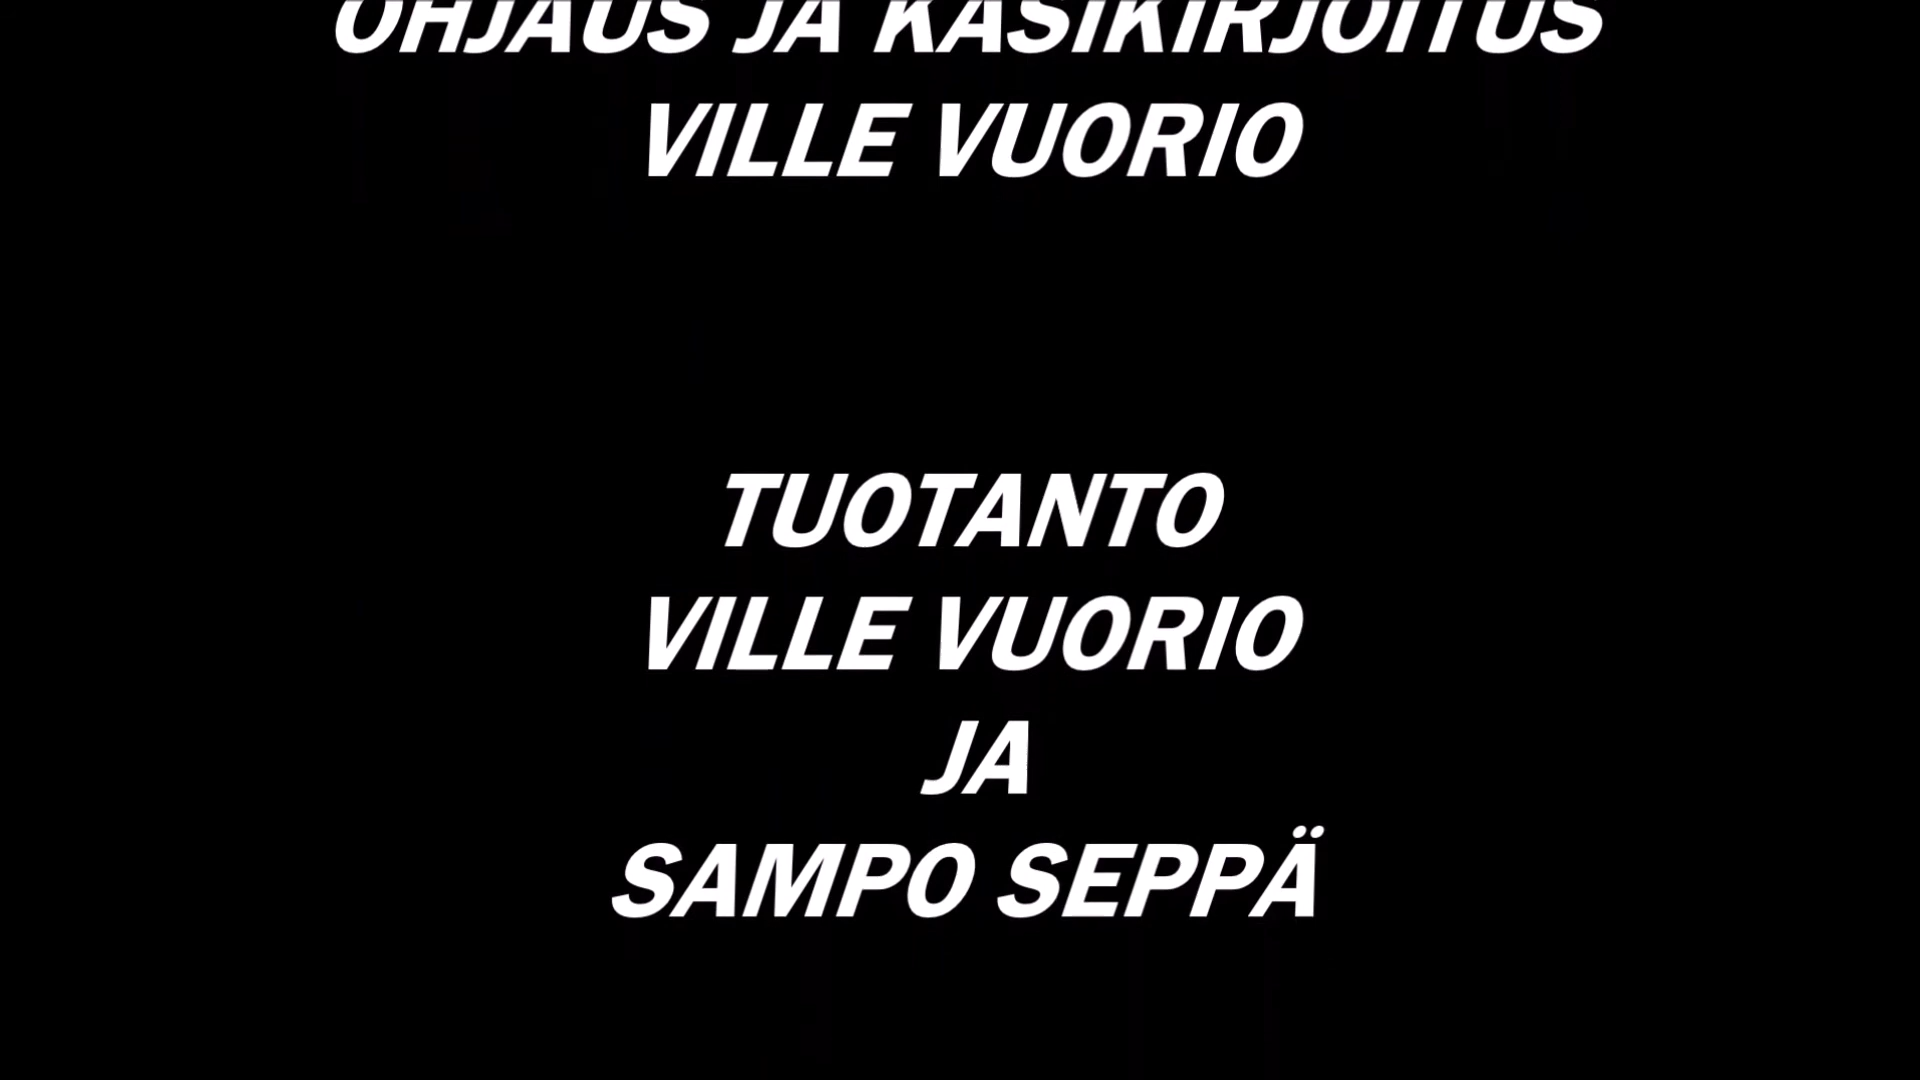 OHJAUS JA KÄSIKIRJOITUS
VILLE VUORIO
TUOTANTO
VILLE VUORIO
JA
SAMPO SEPPÄ